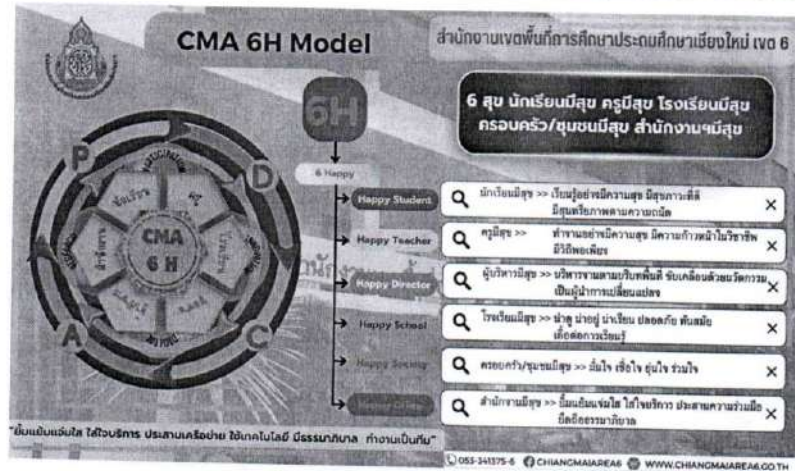 CMA 6H Model
สำนักงานเขตพื้นที่การศึกษาประถมศึกษาเชียงใหม่ เขต 6
6H
6 สุข นักเรียนมีสุข ครูมีสุข โรงเรียนมีสุข
ครอบครัว/ชุมชนมีสุข สำนักงานฯมีสุข
6 Happy
P
D
C
A
PARTICIPATION
CMA
6 H
นักเรียน
ครู
Happy Student
นักเรียนมีสุข >> เรียนรู้อย่างมีความสุข มีสุขภาวะที่ดี
มีสุนทรียภาพตามความถนัด
Happy Teacher
ครูมีสุข >> ทำงานอย่างมีความสุข มีความก้าวหน้าในวิชาชีพ
มีวิถีพอเพียง
Happy Director
ผู้บริหารมีสุข >> บริหารงานตามบริบทพื้นที่ ขับเคลื่อนด้วยนวัตกรรม
เป็นผู้นำการเปลี่ยนแปลง
Happy School
โรงเรียนมีสุข >> น่าดู น่าอยู่ น่าเรียน ปลอดภัย ทันสมัย
เอื้อต่อการเรียนรู้
Happy Society
ครอบครัว/ชุมชนมีสุข >> มั่นใจ เชื่อใจ อุ่นใจ ร่วมใจ
Happy Office
สำนักงานมีสุข >> ยิ้มแย้มแจ่มใส ใส่ใจบริการ ประสานความร่วมมือ
ยึดถือธรรมาภิบาล
"ยิ้มแย้มแจ่มใส ใส่ใจบริการ ประสานเครือข่าย ใช้เทคโนโลยี มีธรรมาภิบาล ทำงานเป็นทีม"
053-341375-6 CHIANGMAIAREA6 WWW.CHIANGMAIAREA6.GO.TH